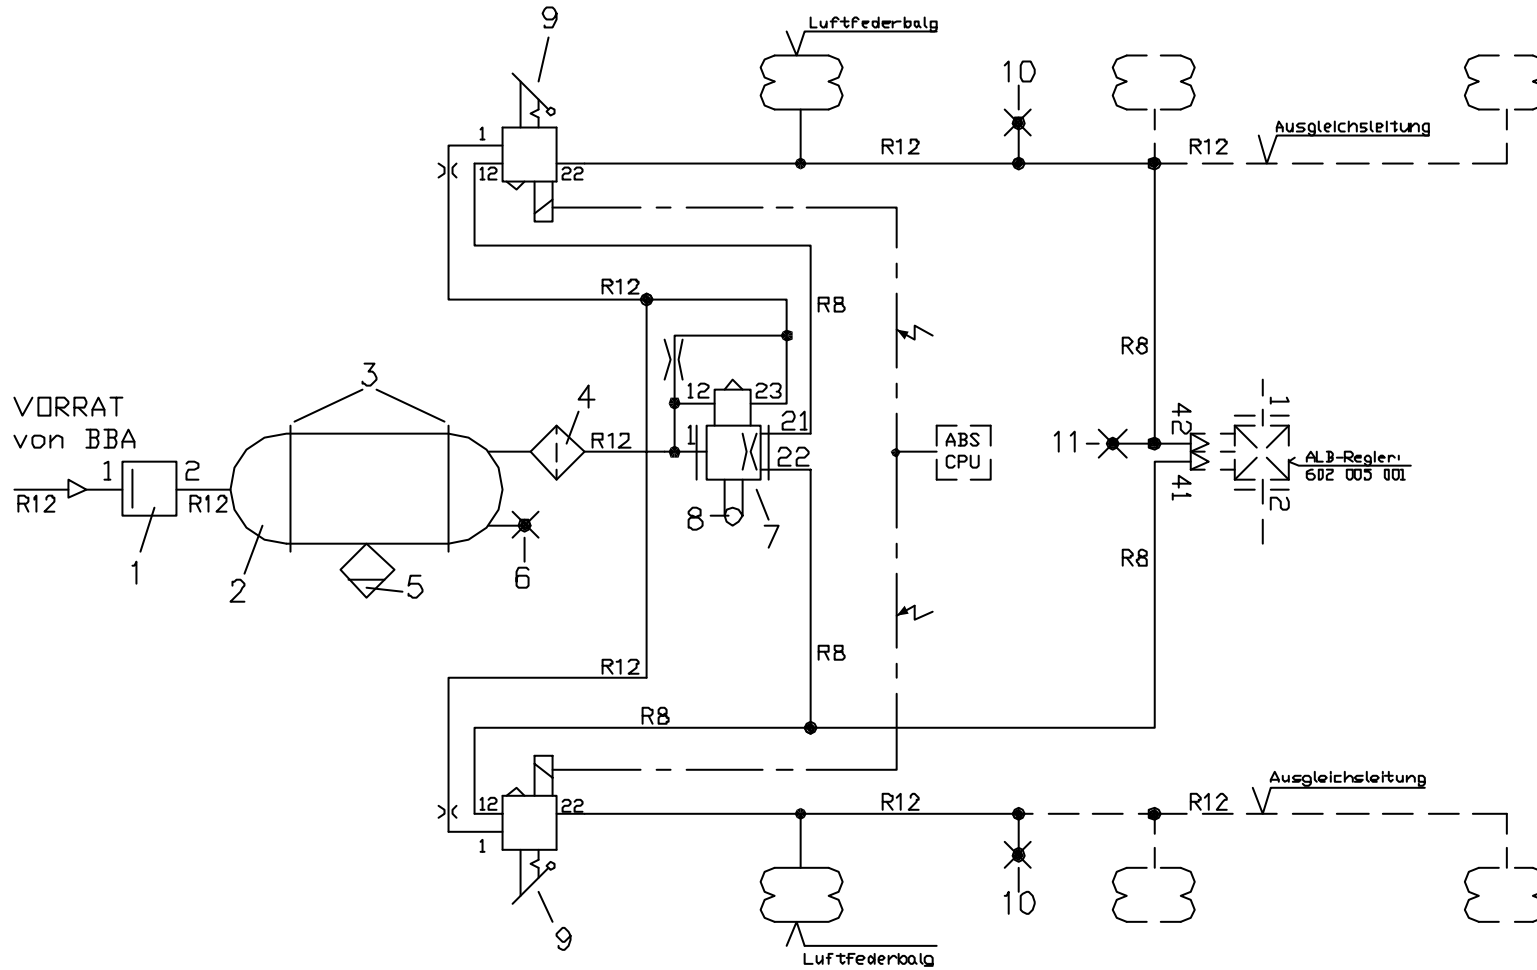 9
Luftfederbalg
10
1
Ausgleichsleitung
R12
R12
12
22
R12
R8
R8
3
VORRAT
von BBA
4
12
23
21
42
1
1
2
R12
1
22
11
ABS
CPU
ALB-Regler:
602 005 001
R12
R12
8
7
41
2
1
2
5
6
R8
R12
R8
R8
Ausgleichsleitung
12
22
R12
R12
1
10
9
Luftfederbalg